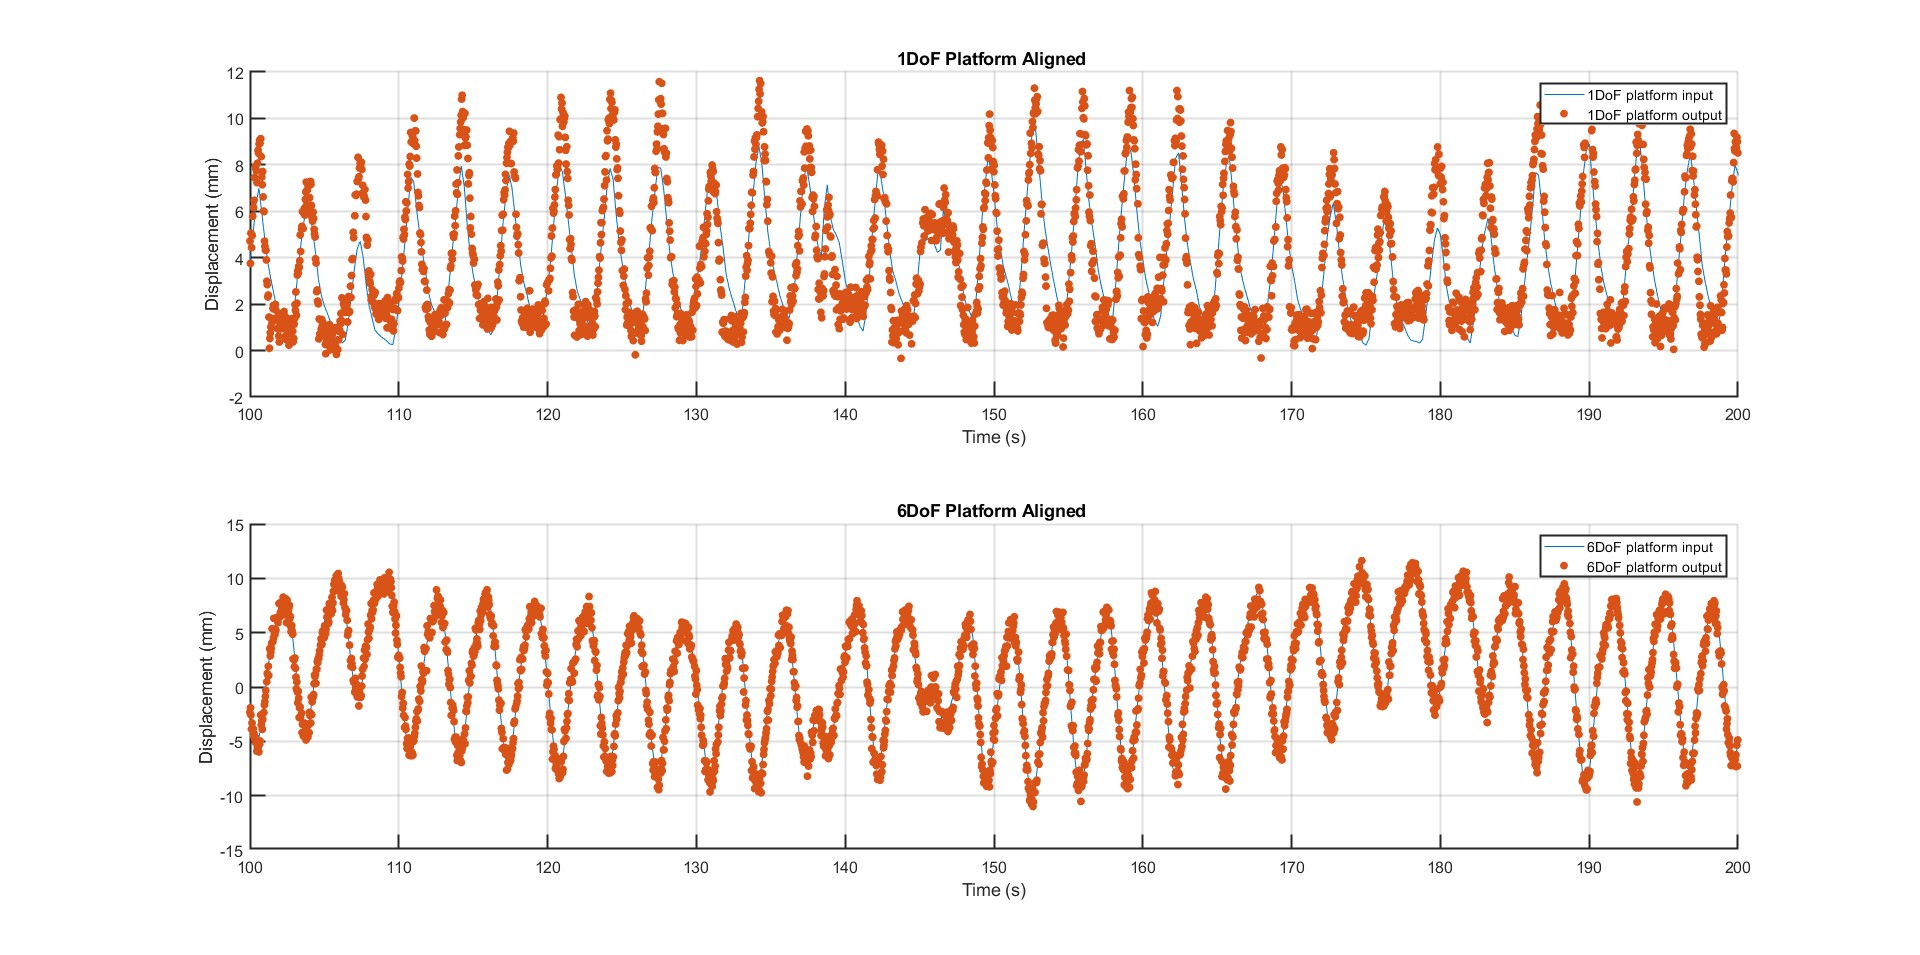 1DoF Platform Aligned
12
10
8
6
4
2
0
-2
Displacement (mm)
1DoF platform input
1DoF platform output
100 110 120 130 140 150 160 170 180 190 200
Time (s)
6DoF Platform Aligned
15
10
5
0
-5
-10
-15
Displacement (mm)
6DoF platform input
6DoF platform output
100 110 120 130 140 150 160 170 180 190 200
Time (s)